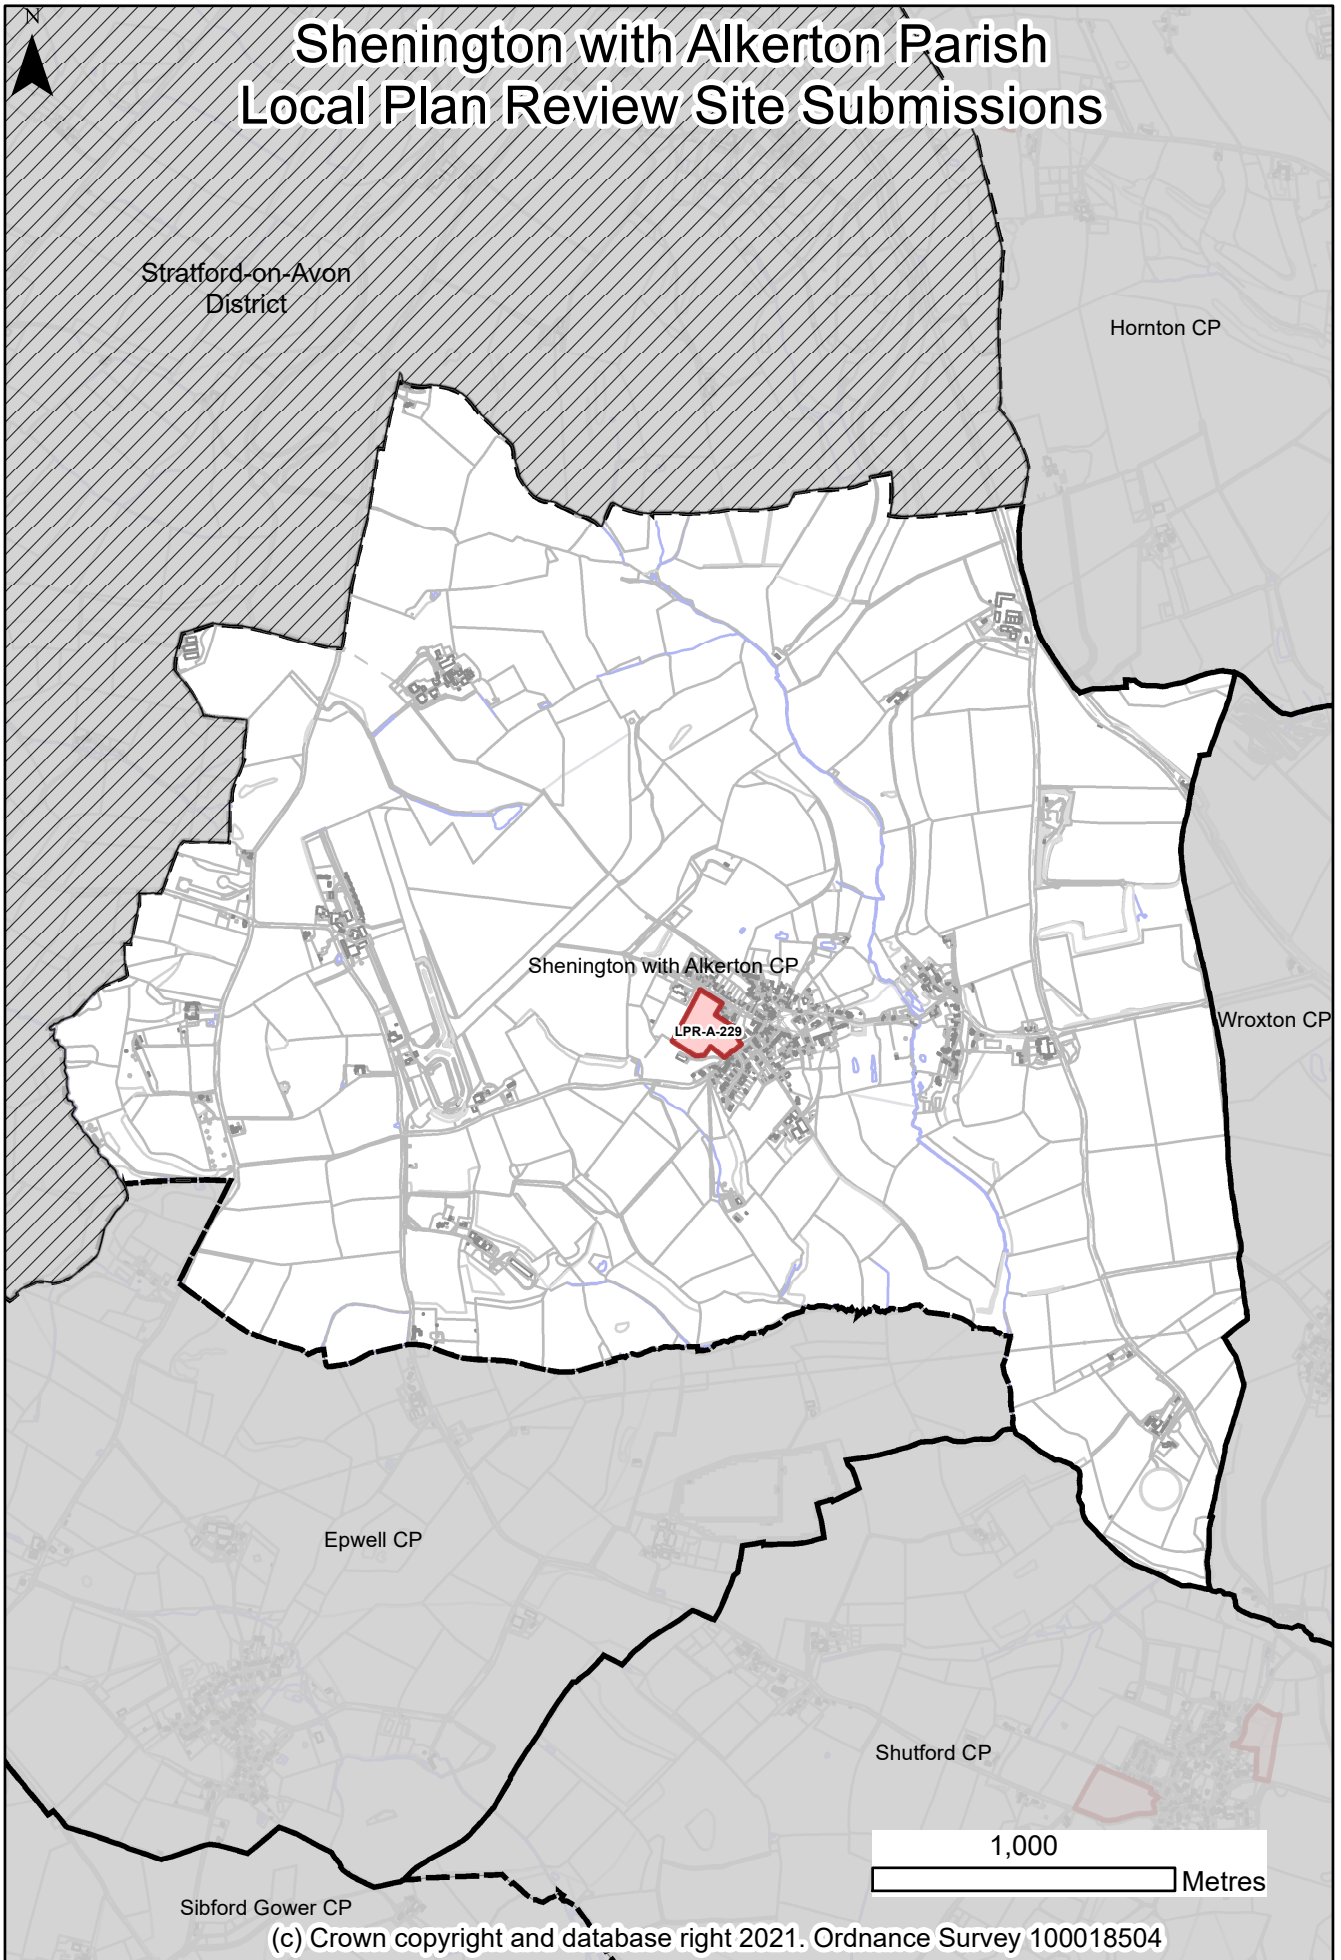 N
Shenington with Alkerton Parish
Local Plan Review Site Submissions
Stratford-on-Avon
District
Hornton CP
Shenington with Alkerton CP
LPR-A-229
Wroxton CP
Epwell CP
Shutford CP
1,000
Metres
Sibford Gower CP
(c) Crown copyright and database right 2021. Ordnance Survey 100018504